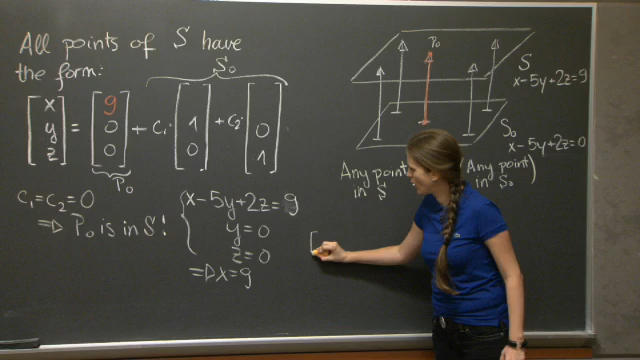 All points of S have
the form:
S₀
[x y z] = [9 0 0] + c₁· [ 1 0] + c₂· [ 0 1]
P₀
c₁=c₂=0
=> P₀ is in S!
x-5y+2z=9
y=0
z=0
=> x=9
P₀
S
x-5y+2z=9
S₀
x-5y+2z=0
Any point in S
(Any point in S₀)
[